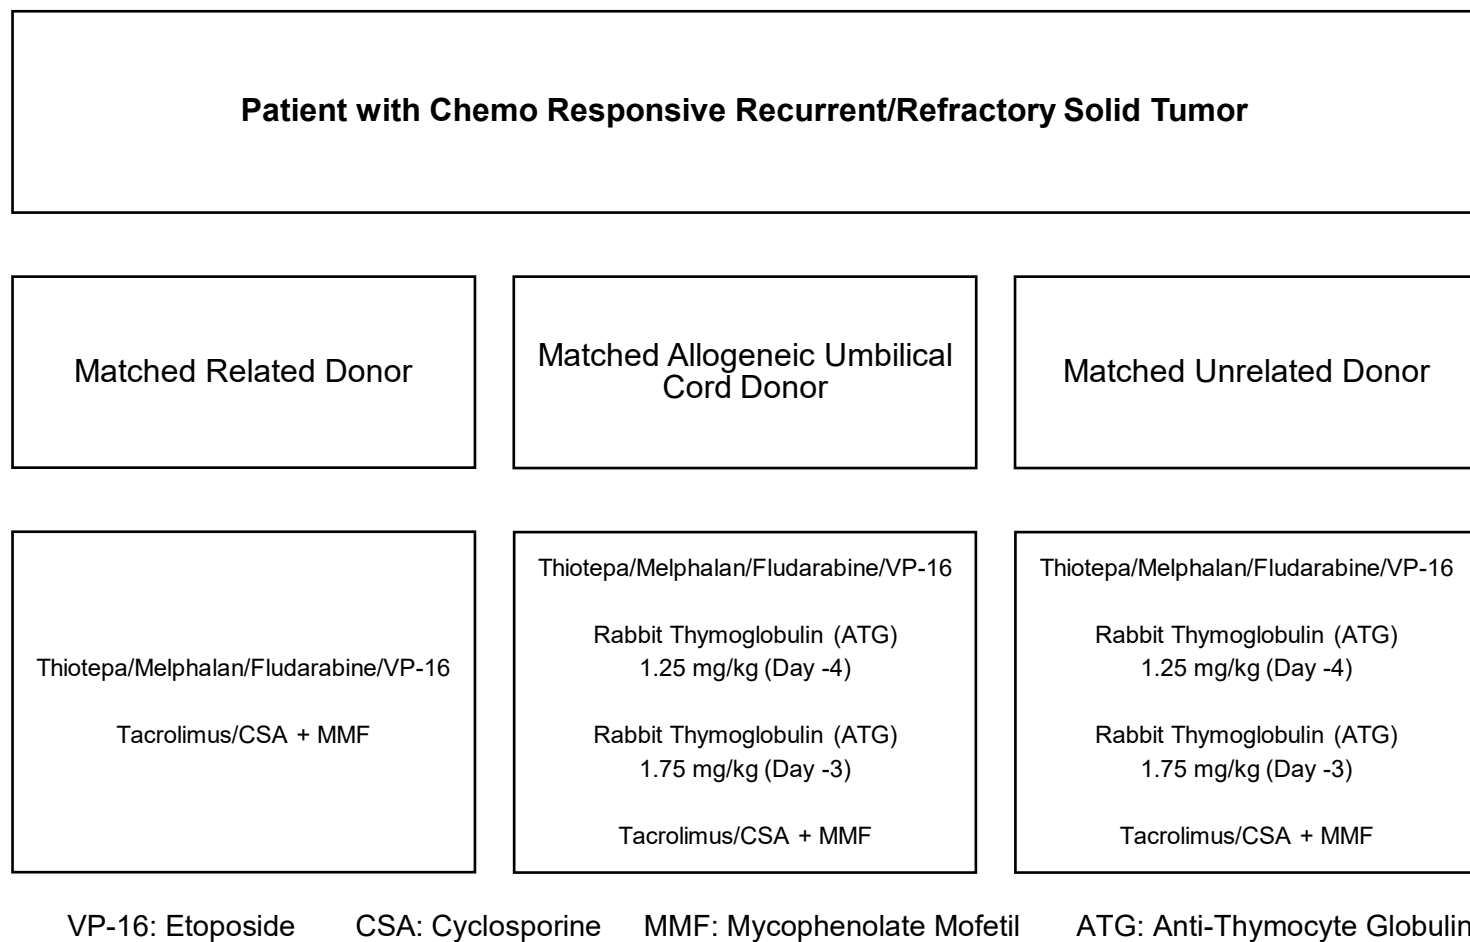 Patient with Chemo Responsive Recurrent/Refractory Solid Tumor
Matched Related Donor
Matched Allogeneic Umbilical
Cord Donor
Matched Unrelated Donor
Thiotepa/Melphalan/Fludarabine/VP-16
Tacrolimus/CSA + MMF
Thiotepa/Melphalan/Fludarabine/VP-16
Rabbit Thymoglobulin (ATG)
1.25 mg/kg (Day -4)
Rabbit Thymoglobulin (ATG)
1.75 mg/kg (Day -3)
Tacrolimus/CSA + MMF
Thiotepa/Melphalan/Fludarabine/VP-16
Rabbit Thymoglobulin (ATG)
1.25 mg/kg (Day -4)
Rabbit Thymoglobulin (ATG)
1.75 mg/kg (Day -3)
Tacrolimus/CSA + MMF
VP-16: Etoposide CSA: Cyclosporine MMF: Mycophenolate Mofetil ATG: Anti-Thymocyte Globulin